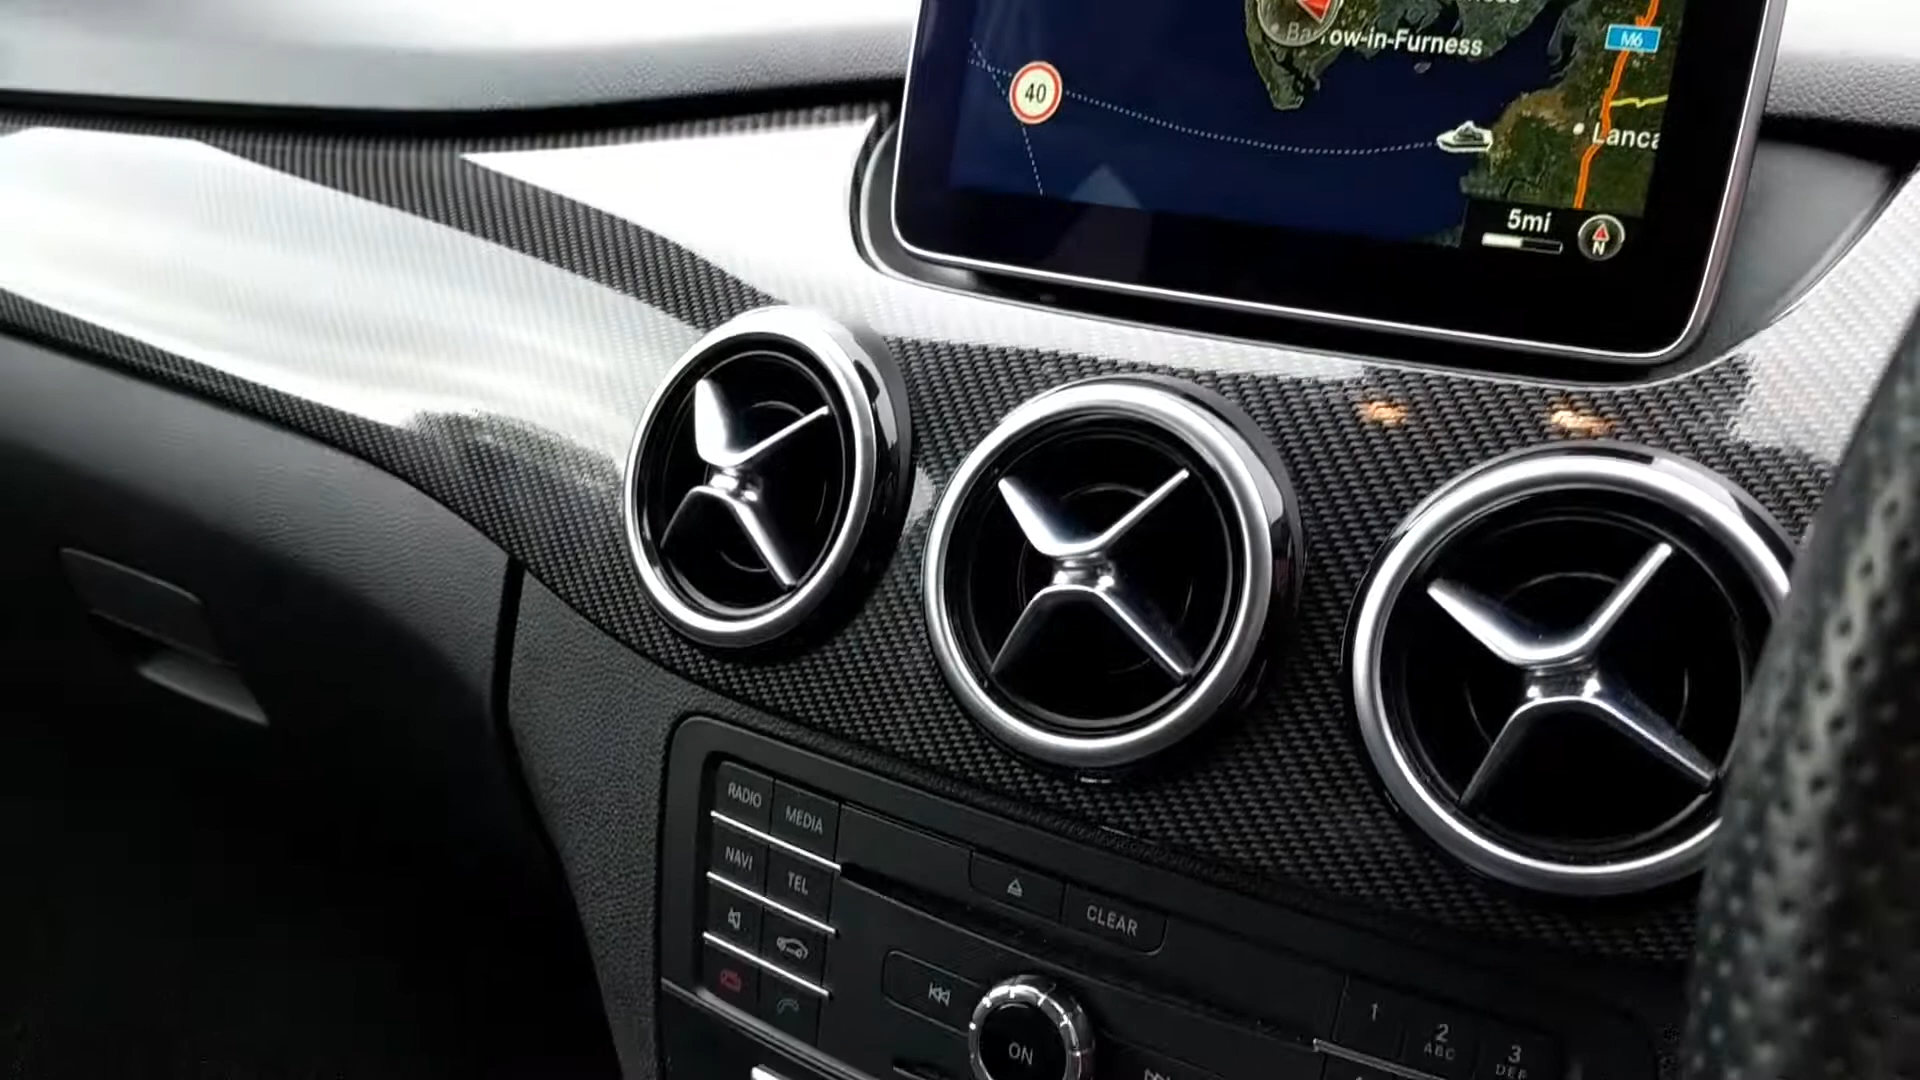 Barrow-in-Furness
M6
40
Lanca
5mi
N
RADIO
MEDIA
NAVI
TEL
CLEAR
ON
1
2
ABC
3
DEF